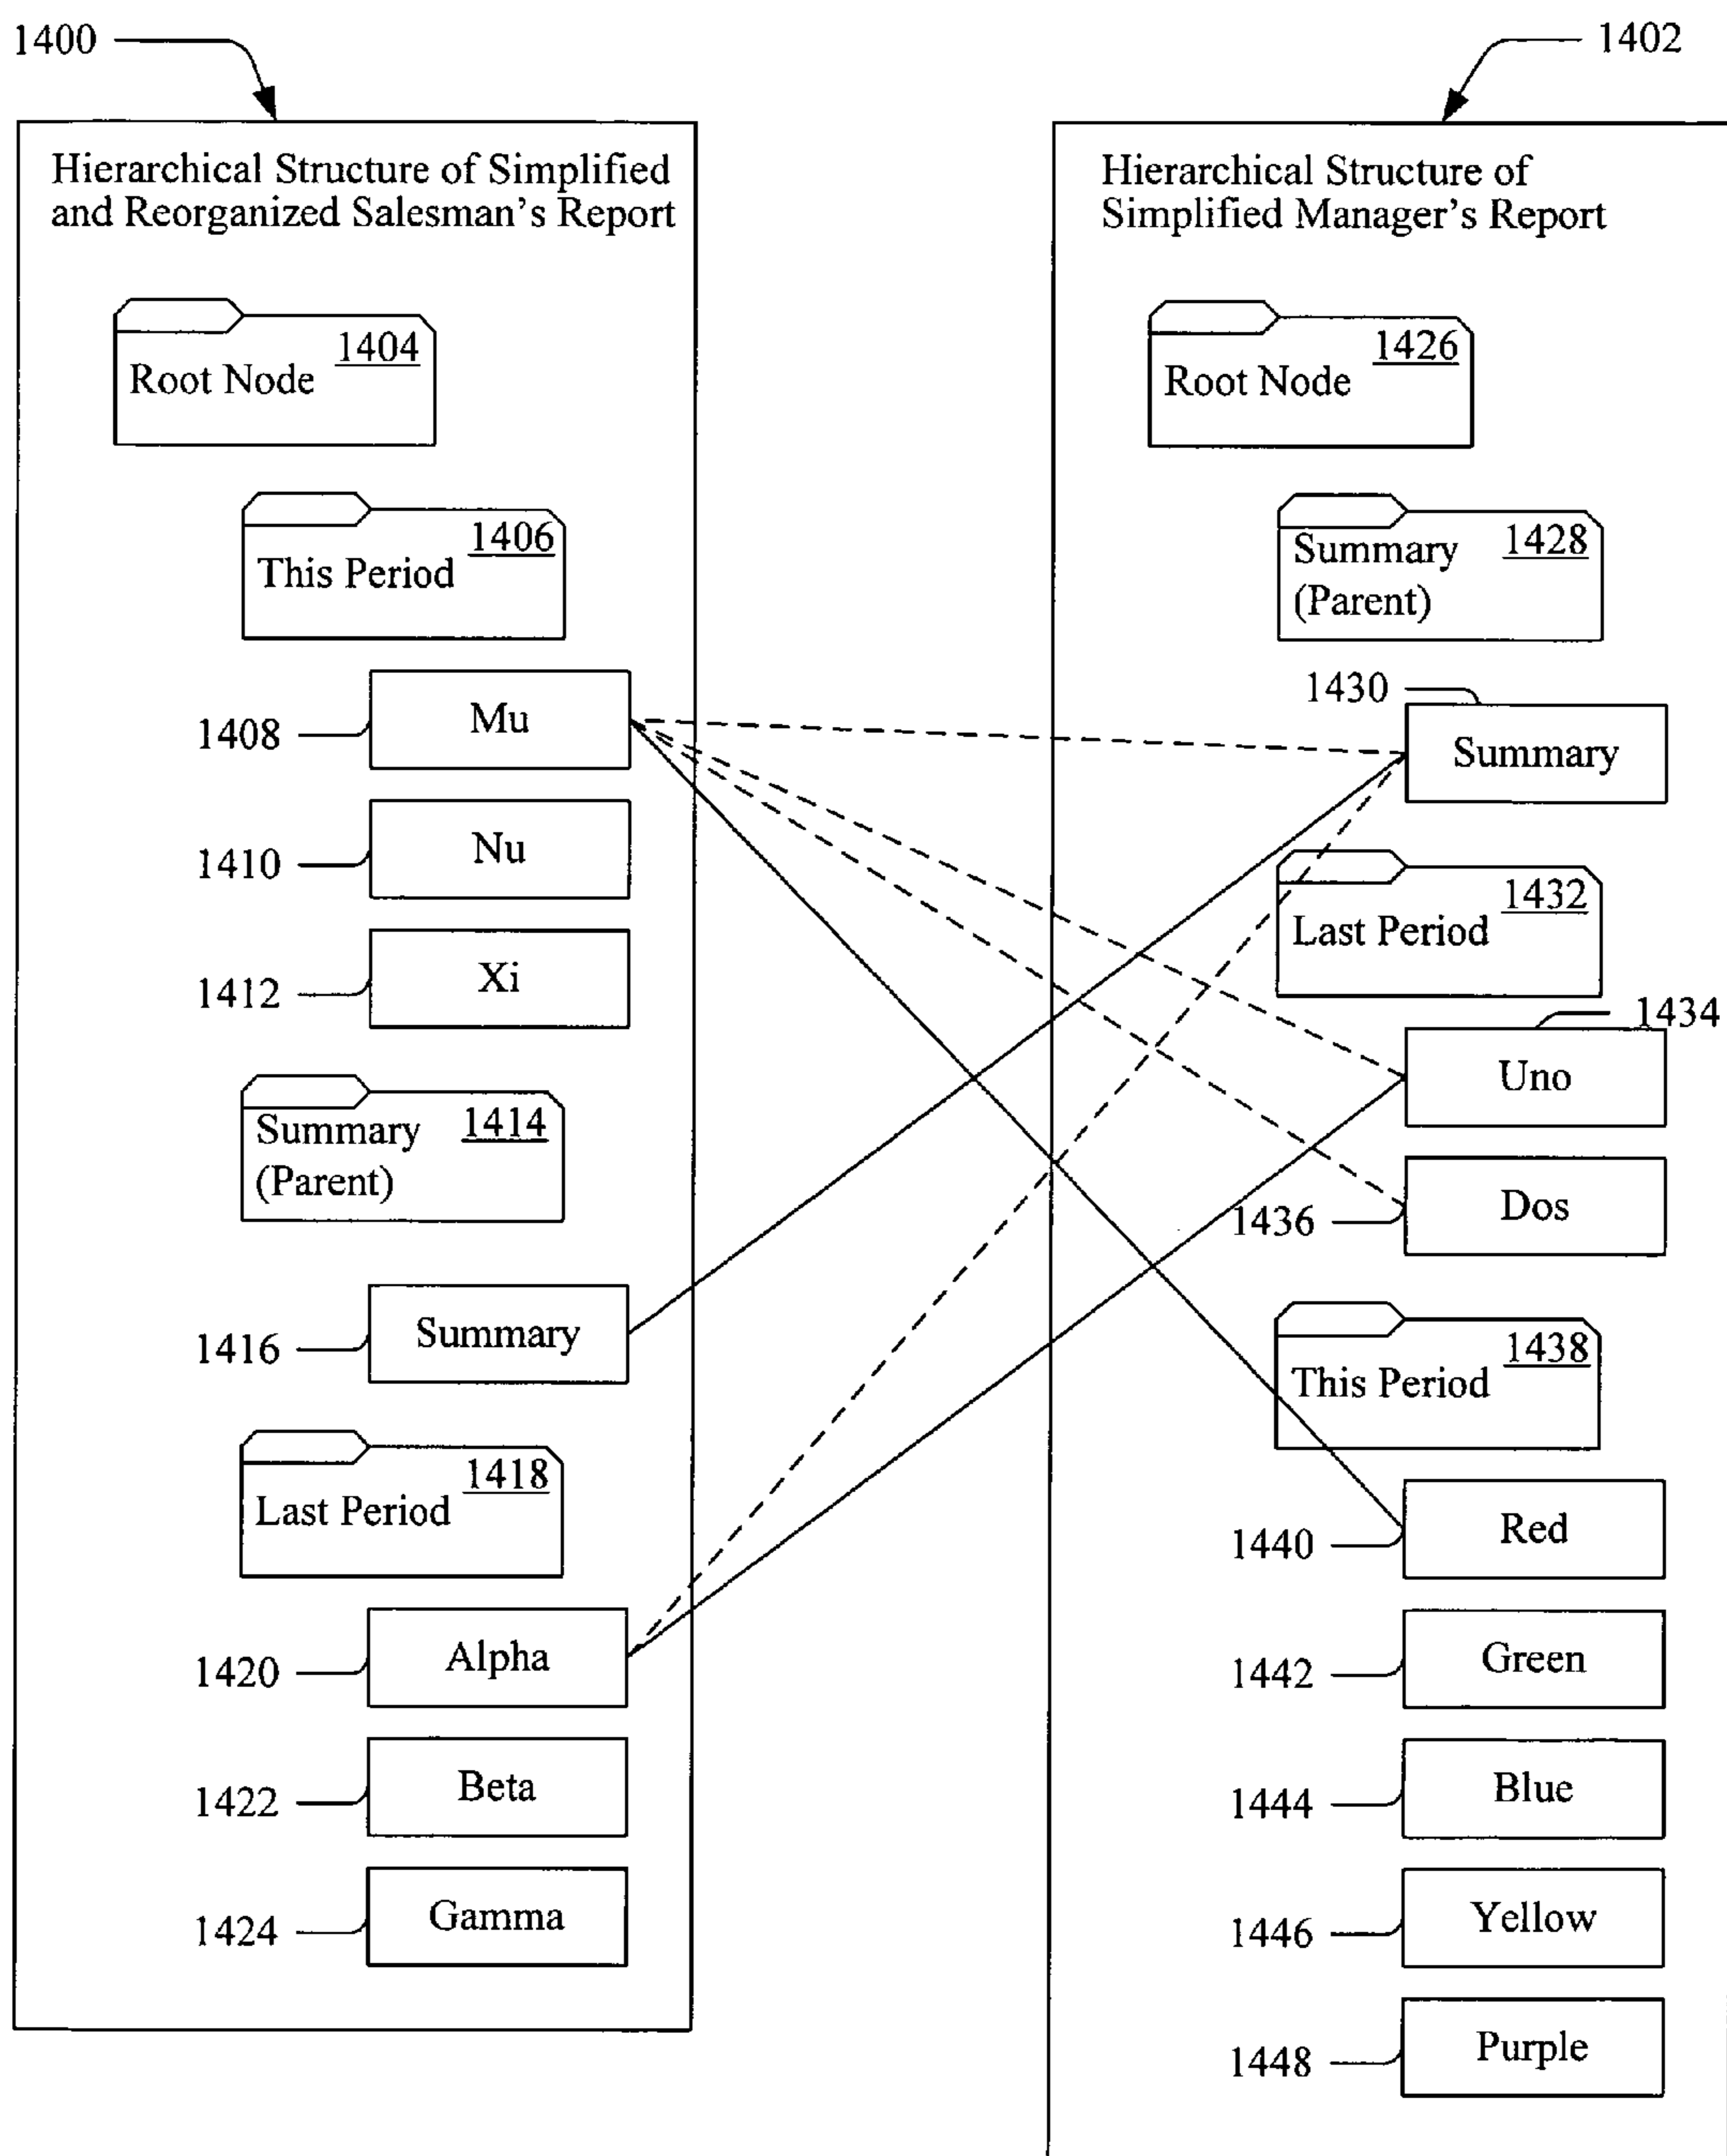 1400
1402
Hierarchical Structure of Simplified
and Reorganized Salesman's Report
Root Node 1404
This Period 1406
1408 Mu
1410 Nu
1412 Xi
Summary 1414
(Parent)
1416 Summary
Last Period 1418
1420 Alpha
1422 Beta
1424 Gamma
Hierarchical Structure of
Simplified Manager's Report
Root Node 1426
Summary 1428
(Parent)
1430
Summary
Last Period 1432
1434
Uno
1436 Dos
This Period 1438
1440 Red
1442 Green
1444 Blue
1446 Yellow
1448 Purple